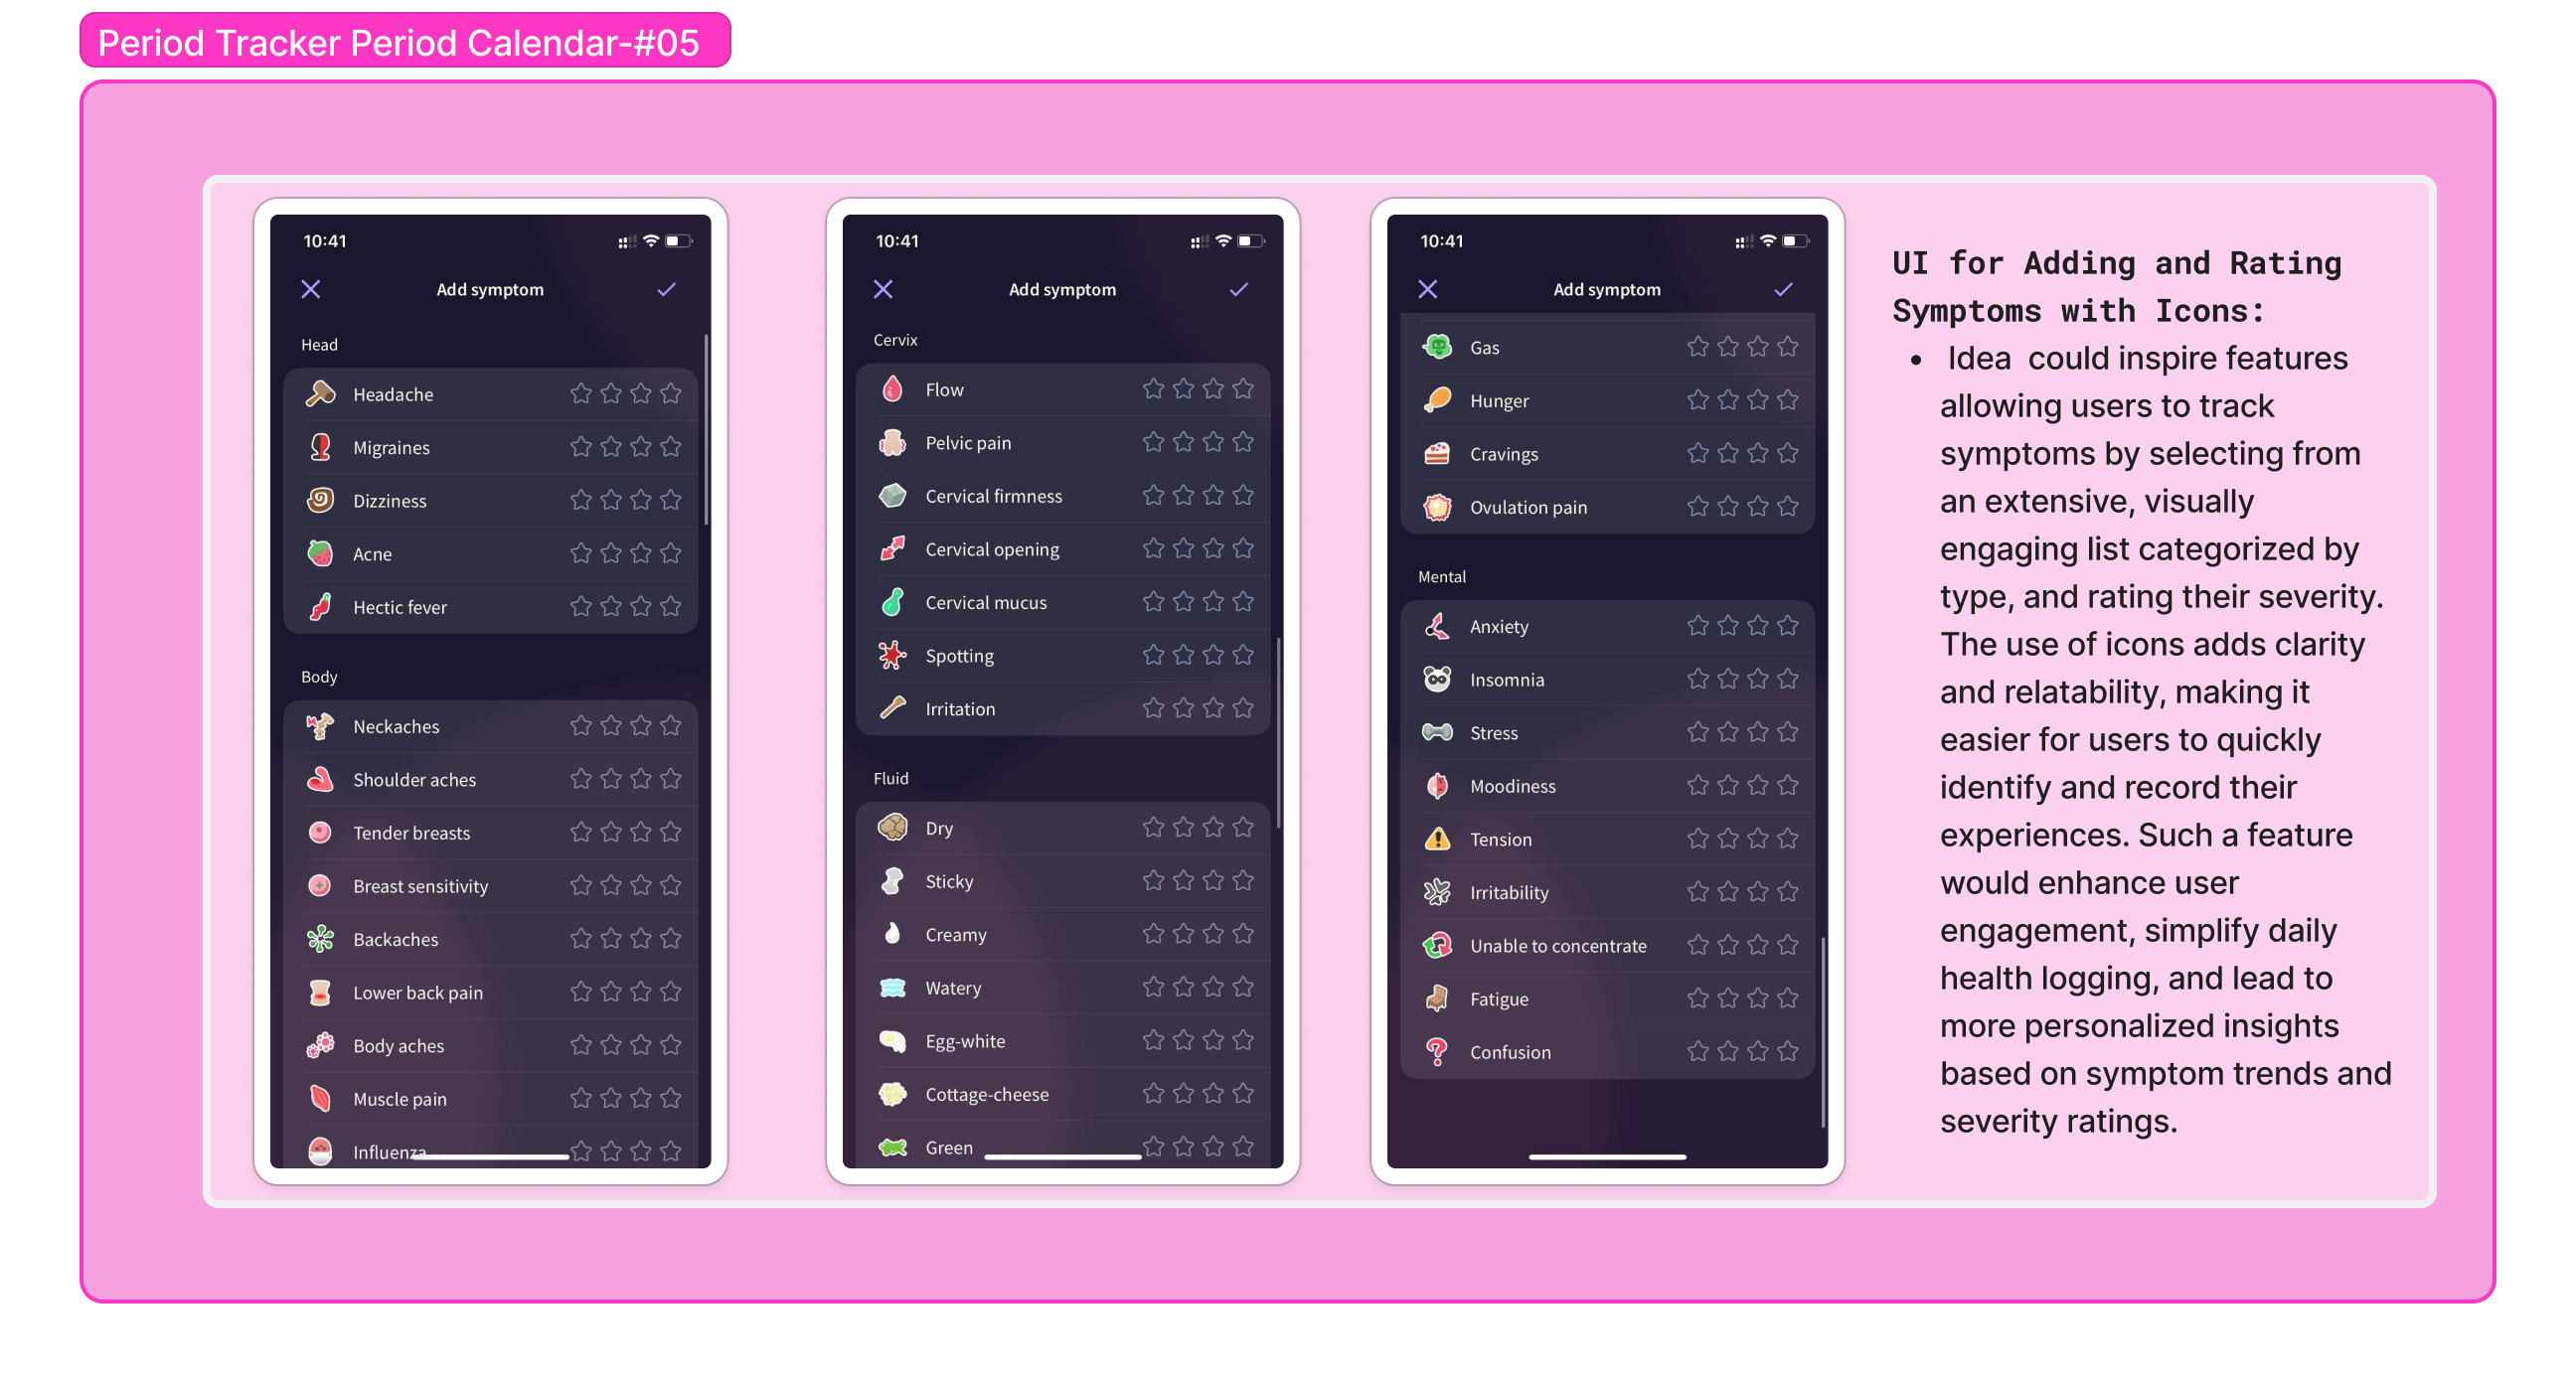 Period Tracker Period Calendar-#05
10:41
Add symptom
Head
Headache
Migraines
Dizziness
Acne
Hectic fever
Body
Neckaches
Shoulder aches
Tender breasts
Breast sensitivity
Backaches
Lower back pain
Body aches
Muscle pain
Influenza
10:41
Add symptom
Cervix
Flow
Pelvic pain
Cervical firmness
Cervical opening
Cervical mucus
Spotting
Irritation
Fluid
Dry
Sticky
Creamy
Watery
Egg-white
Cottage-cheese
Green
10:41
Add symptom
Gas
Hunger
Cravings
Ovulation pain
Mental
Anxiety
Insomnia
Stress
Moodiness
Tension
Irritability
Unable to concentrate
Fatigue
Confusion
UI for Adding and Rating
Symptoms with Icons:
• Idea could inspire features
allowing users to track
symptoms by selecting from
an extensive, visually
engaging list categorized by
type, and rating their severity.
The use of icons adds clarity
and relatability, making it
easier for users to quickly
identify and record their
experiences. Such a feature
would enhance user
engagement, simplify daily
health logging, and lead to
more personalized insights
based on symptom trends and
severity ratings.